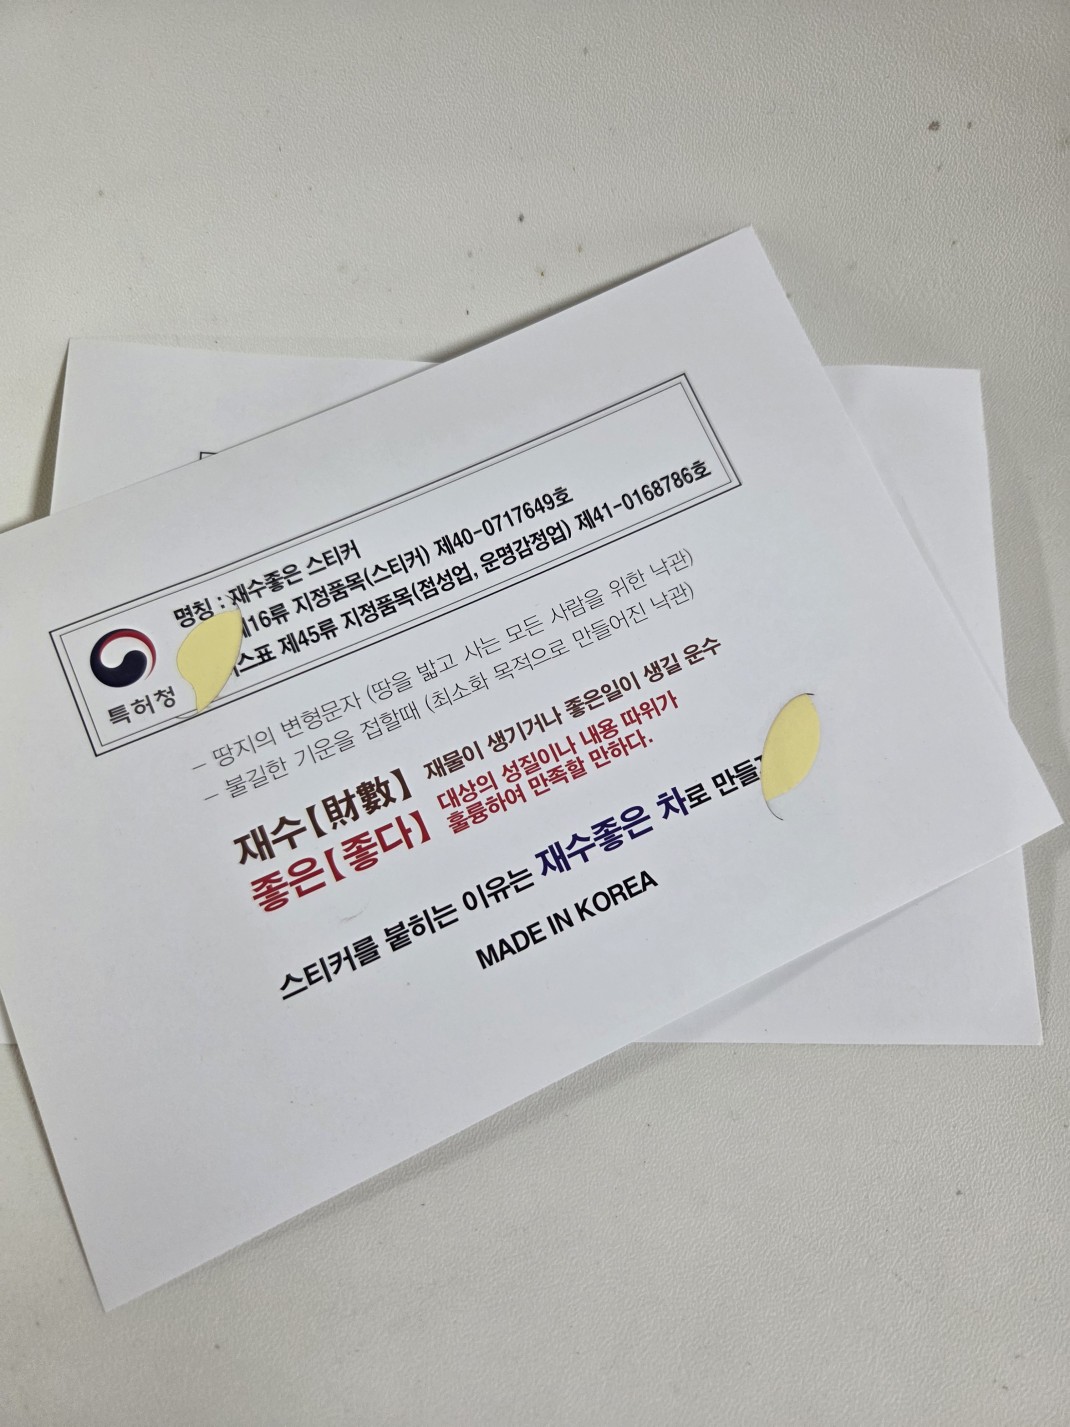 특허청
명칭 : 재수좋은 스티커
제16류 지정품목(스티커) 제40-0717649호
제45류 지정품목(점성업, 운명감정업) 제41-0168786호
- 땅지의 변형문자 (땅을 밟고 사는 모든 사람을 위한 낙관)
- 불길한 기운을 접할때 (최소화 목적으로 만들어진 낙관)
재수【財數】 재물이 생기거나 좋은일이 생길 운수
좋은【좋다】 대상의 성질이나 내용 따위가
훌륭하여 만족할 만하다.
스티커를 붙히는 이유는 재수좋은 차로
MADE IN KOREA